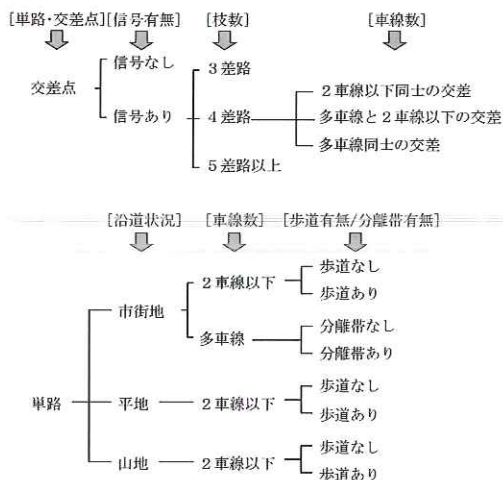 [単路・交差点] [信号有無] [枝数] [車線数]
交差点
信号なし
信号あり
3差路
4差路
5差路以上
2車線以下同士の交差
多車線と2車線以下の交差
多車線同士の交差
[沿道状況] [車線数] [歩道有無/分離帯有無]
単路
市街地
2車線以下
歩道なし
歩道あり
多車線
分離帯なし
分離帯あり
平地
2車線以下
歩道なし
歩道あり
山地
2車線以下
歩道なし
歩道あり